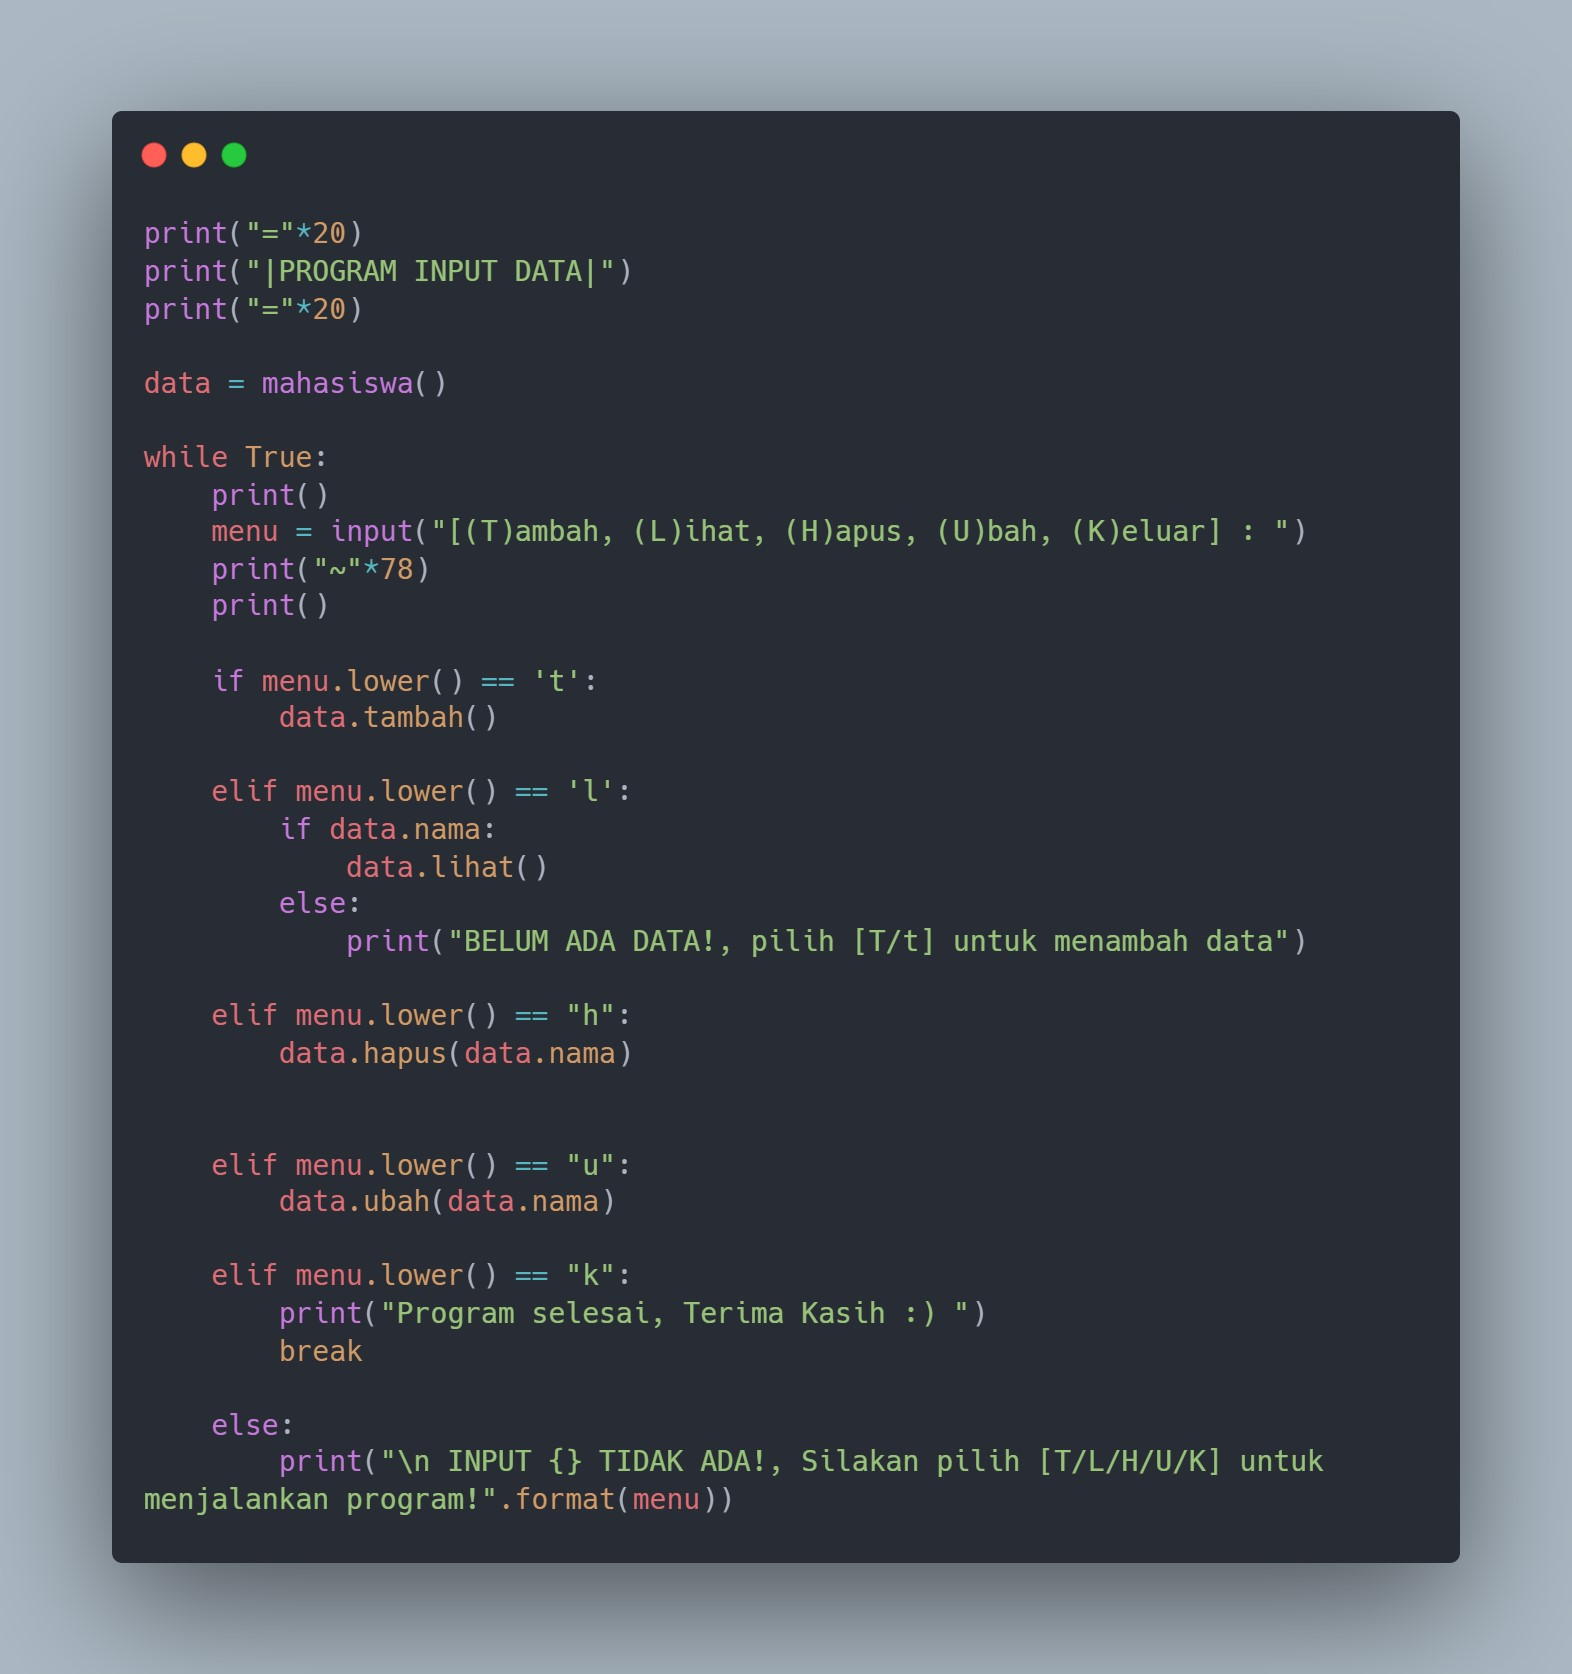 print("="*20)
print("|PROGRAM INPUT DATA|")
print("="*20)

data = mahasiswa()

while True:
    print()
    menu = input("[(T)ambah, (L)ihat, (H)apus, (U)bah, (K)eluar] : ")
    print("~"*78)
    print()

    if menu.lower() == 't':
        data.tambah()

    elif menu.lower() == 'l':
        if data.nama:
            data.lihat()
        else:
            print("BELUM ADA DATA!, pilih [T/t] untuk menambah data")

    elif menu.lower() == "h":
        data.hapus(data.nama)


    elif menu.lower() == "u":
        data.ubah(data.nama)

    elif menu.lower() == "k":
        print("Program selesai, Terima Kasih :) ")
        break

    else:
        print("\n INPUT {} TIDAK ADA!, Silakan pilih [T/L/H/U/K] untuk
menjalankan program!".format(menu))